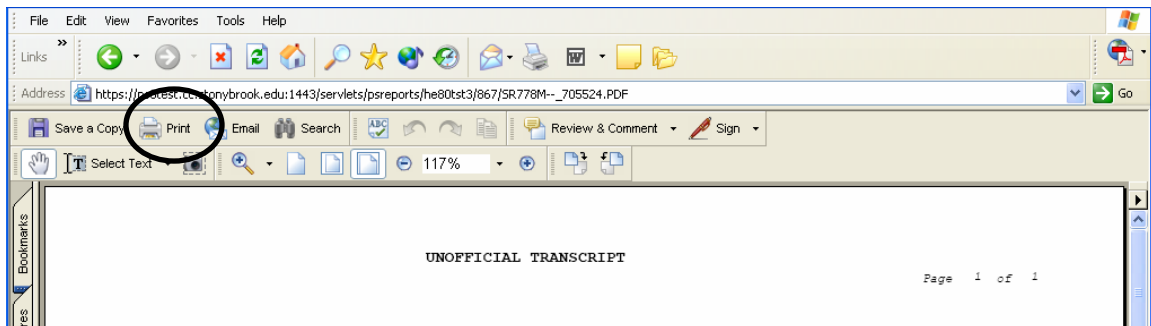 File Edit View Favorites Tools Help
Links »
Address https:// .stonybrook.edu:1443/servlets/psreports/he80tst3/867/SR778M--_705524.PDF Go
Save a Copy Print Email Search Review & Comment Sign
Select Text 117%
Bookmarks
UNOFFICIAL TRANSCRIPT
Page 1 of 1